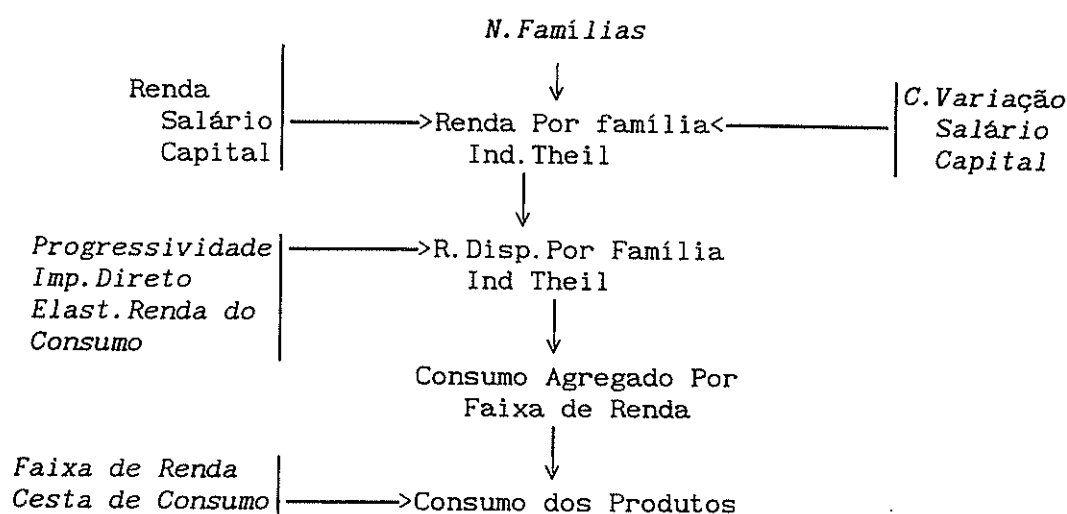 N.Famílias
Renda
Salário
Capital
Renda Por família
Ind.Theil
C.Variação
Salário
Capital
Progressividade
Imp.Direto
Elast.Renda do
Consumo
R.Disp.Por Família
Ind Theil
Consumo Agregado Por
Faixa de Renda
Faixa de Renda
Cesta de Consumo
Consumo dos Produtos